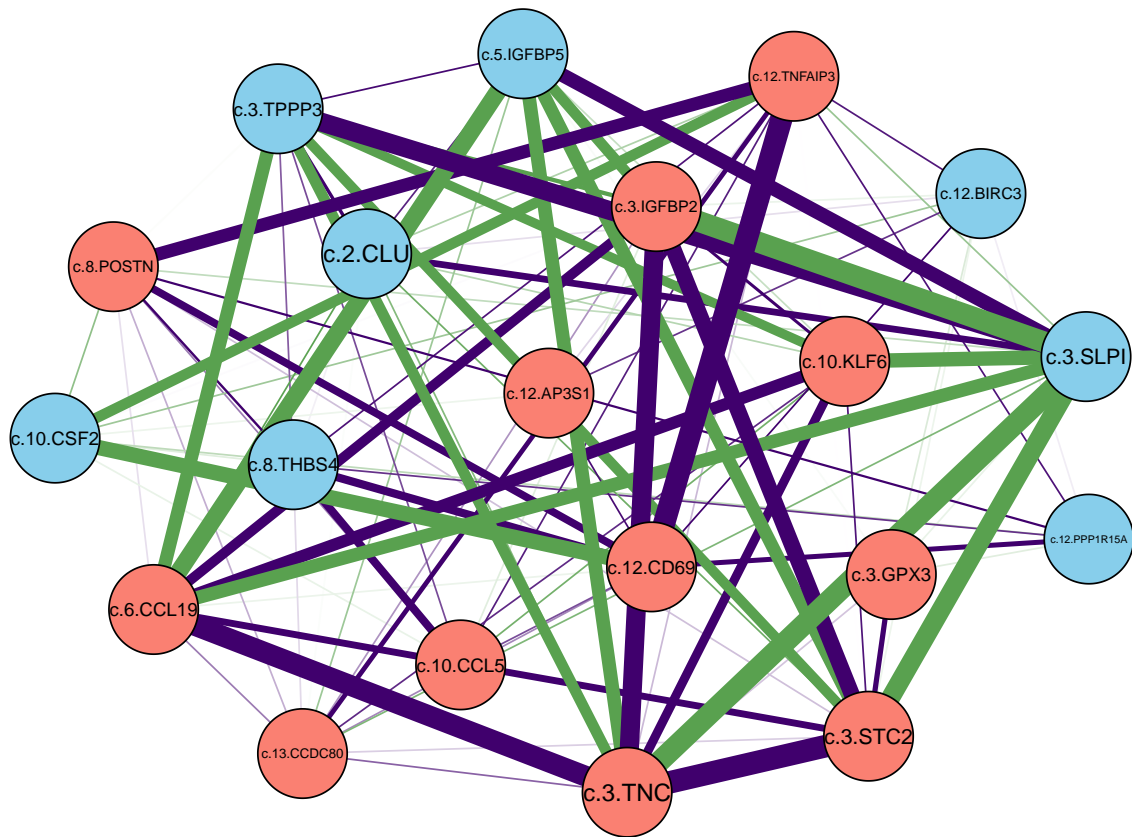 c.5.IGFBP5
c.12.TNFAIP3
c.3.TPPP3
c.12.BIRC3
c.3.IGFBP2
c.2.CLU
c.8.POSTN
c.3.SLPI
c.10.KLF6
c.12.AP3S1
c.10.CSF2
c.8.THBS4
c.12.PPP1R15A
c.12.CD69
c.3.GPX3
c.6.CCL19
c.10.CCL5
c.3.STC2
c.13.CCDC80
c.3.TNC